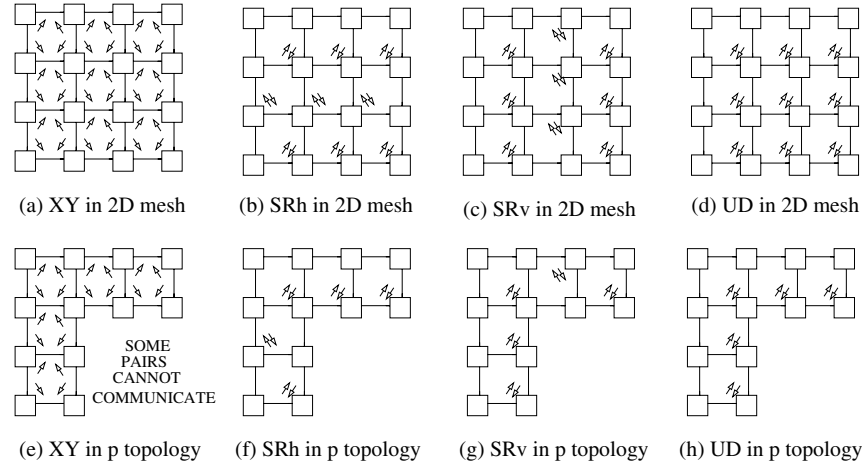 (a) XY in 2D mesh
(b) SRh in 2D mesh
(c) SRv in 2D mesh
(d) UD in 2D mesh
SOME
PAIRS
CANNOT
COMMUNICATE
(e) XY in p topology
(f) SRh in p topology
(g) SRv in p topology
(h) UD in p topology